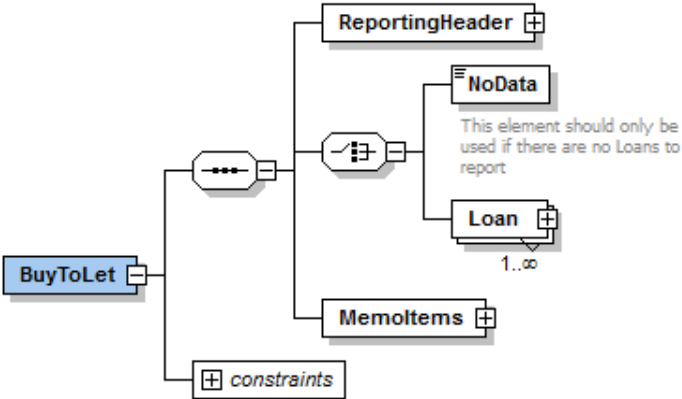 ReportingHeader
NoData
This element should only be
used if there are no Loans to
report
Loan
1..∞
BuyToLet
MemoItems
constraints